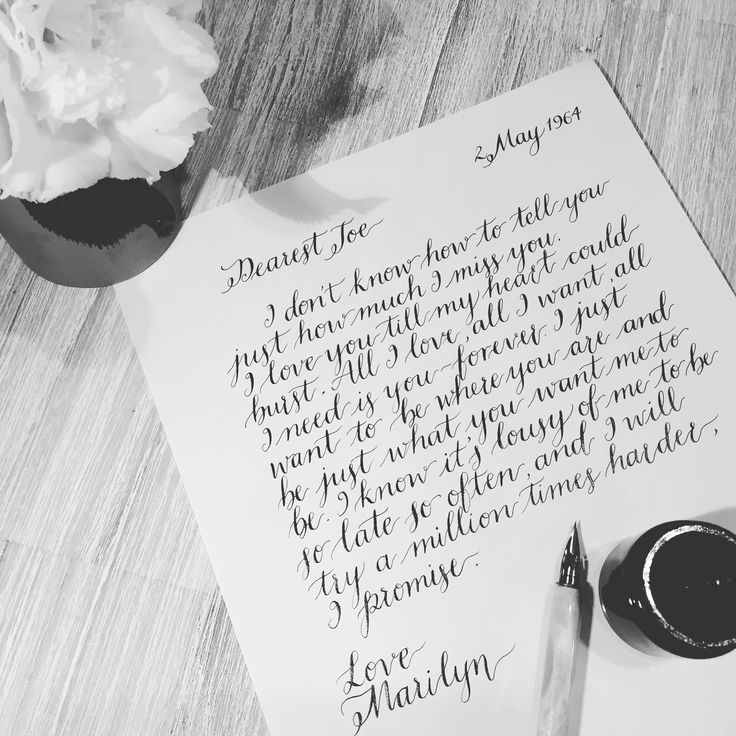 2 May 1964
Dearest Joe
I don't know how to tell you
just how much I miss you.
I love you till my heart could
burst. All I love, all I want, all
I need is you - forever. I just
want to be where you are and
be just what you want me to
be. I know it's lousy of me to be
so late so often, and I will
try a million times harder,
I promise.
Love
Marilyn